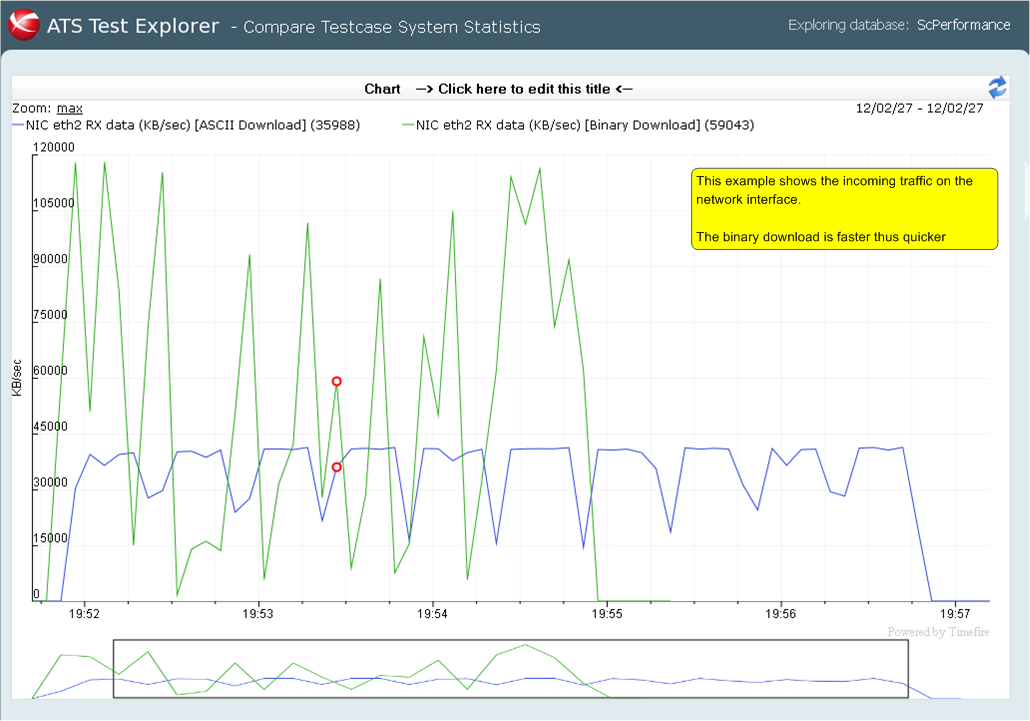 ATS Test Explorer - Compare Testcase System Statistics
Exploring database: ScPerformance
Chart --> Click here to edit this title <--
Zoom: max
12/02/27 - 12/02/27
NIC eth2 RX data (KB/sec) [ASCII Download] (35988)
NIC eth2 RX data (KB/sec) [Binary Download] (59043)
120000
105000
90000
75000
60000
45000
30000
15000
0
KB/sec
This example shows the incoming traffic on the
network interface.
The binary download is faster thus quicker
19:52
19:53
19:54
19:55
19:56
19:57
Powered by Timefire